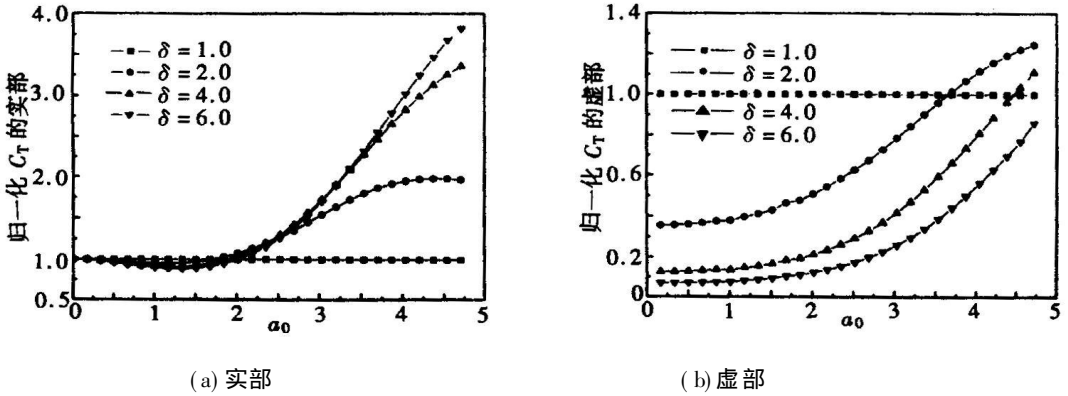 4.0
3.0
2.0
1.0
0.5
归一化 CT 的实部
δ = 1.0
δ = 2.0
δ = 4.0
δ = 6.0
0 1 2 3 4 5
a0
(a) 实部
1.4
1.0
0.6
0.2
0
归一化 CT 的虚部
δ = 1.0
δ = 2.0
δ = 4.0
δ = 6.0
0 1 2 3 4 5
a0
(b) 虚部